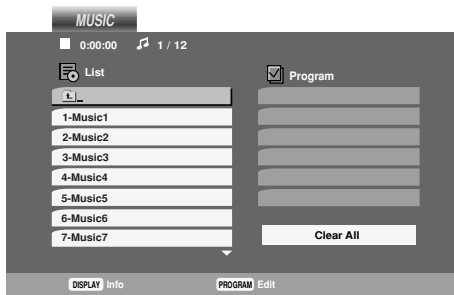 MUSIC
0:00:00 1 / 12
List
Program
1-Music1
2-Music2
3-Music3
4-Music4
5-Music5
6-Music6
7-Music7
Clear All
DISPLAY Info PROGRAM Edit